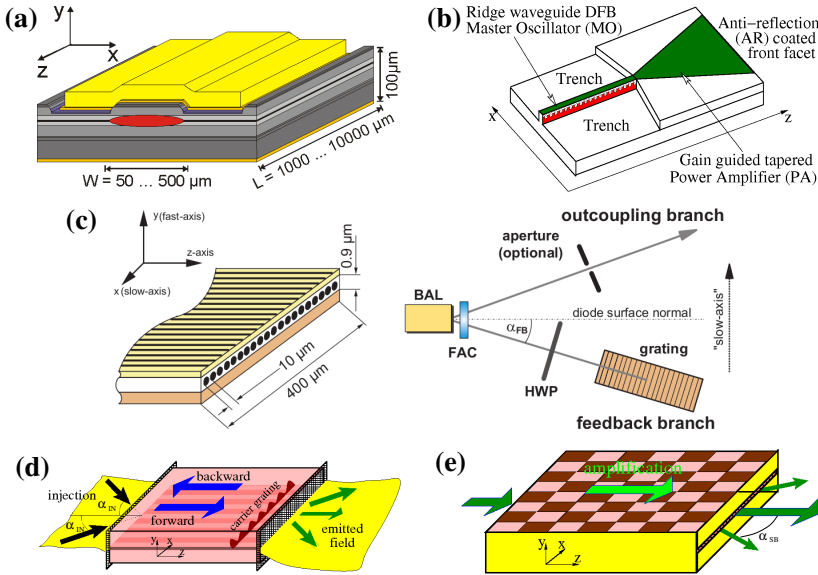 (a)
y
x
z
100μm
W = 50 ... 500 μm
L = 1000 ... 10000 μm
(b)
Ridge waveguide DFB
Master Oscillator (MO)
Anti-reflection
(AR) coated
front facet
Trench
Trench
x
z
Gain guided tapered
Power Amplifier (PA)
(c)
y(fast-axis)
z-axis
x (slow-axis)
0.9 μm
10 μm
400 μm
outcoupling branch
aperture
(optional)
BAL
diode surface normal
αFB
FAC
HWP
grating
feedback branch
"slow-axis"
(d)
injection
αIN
αIN
backward
forward
carrier grating
emitted
field
y
x
z
(e)
amplification
αSB
y
x
z